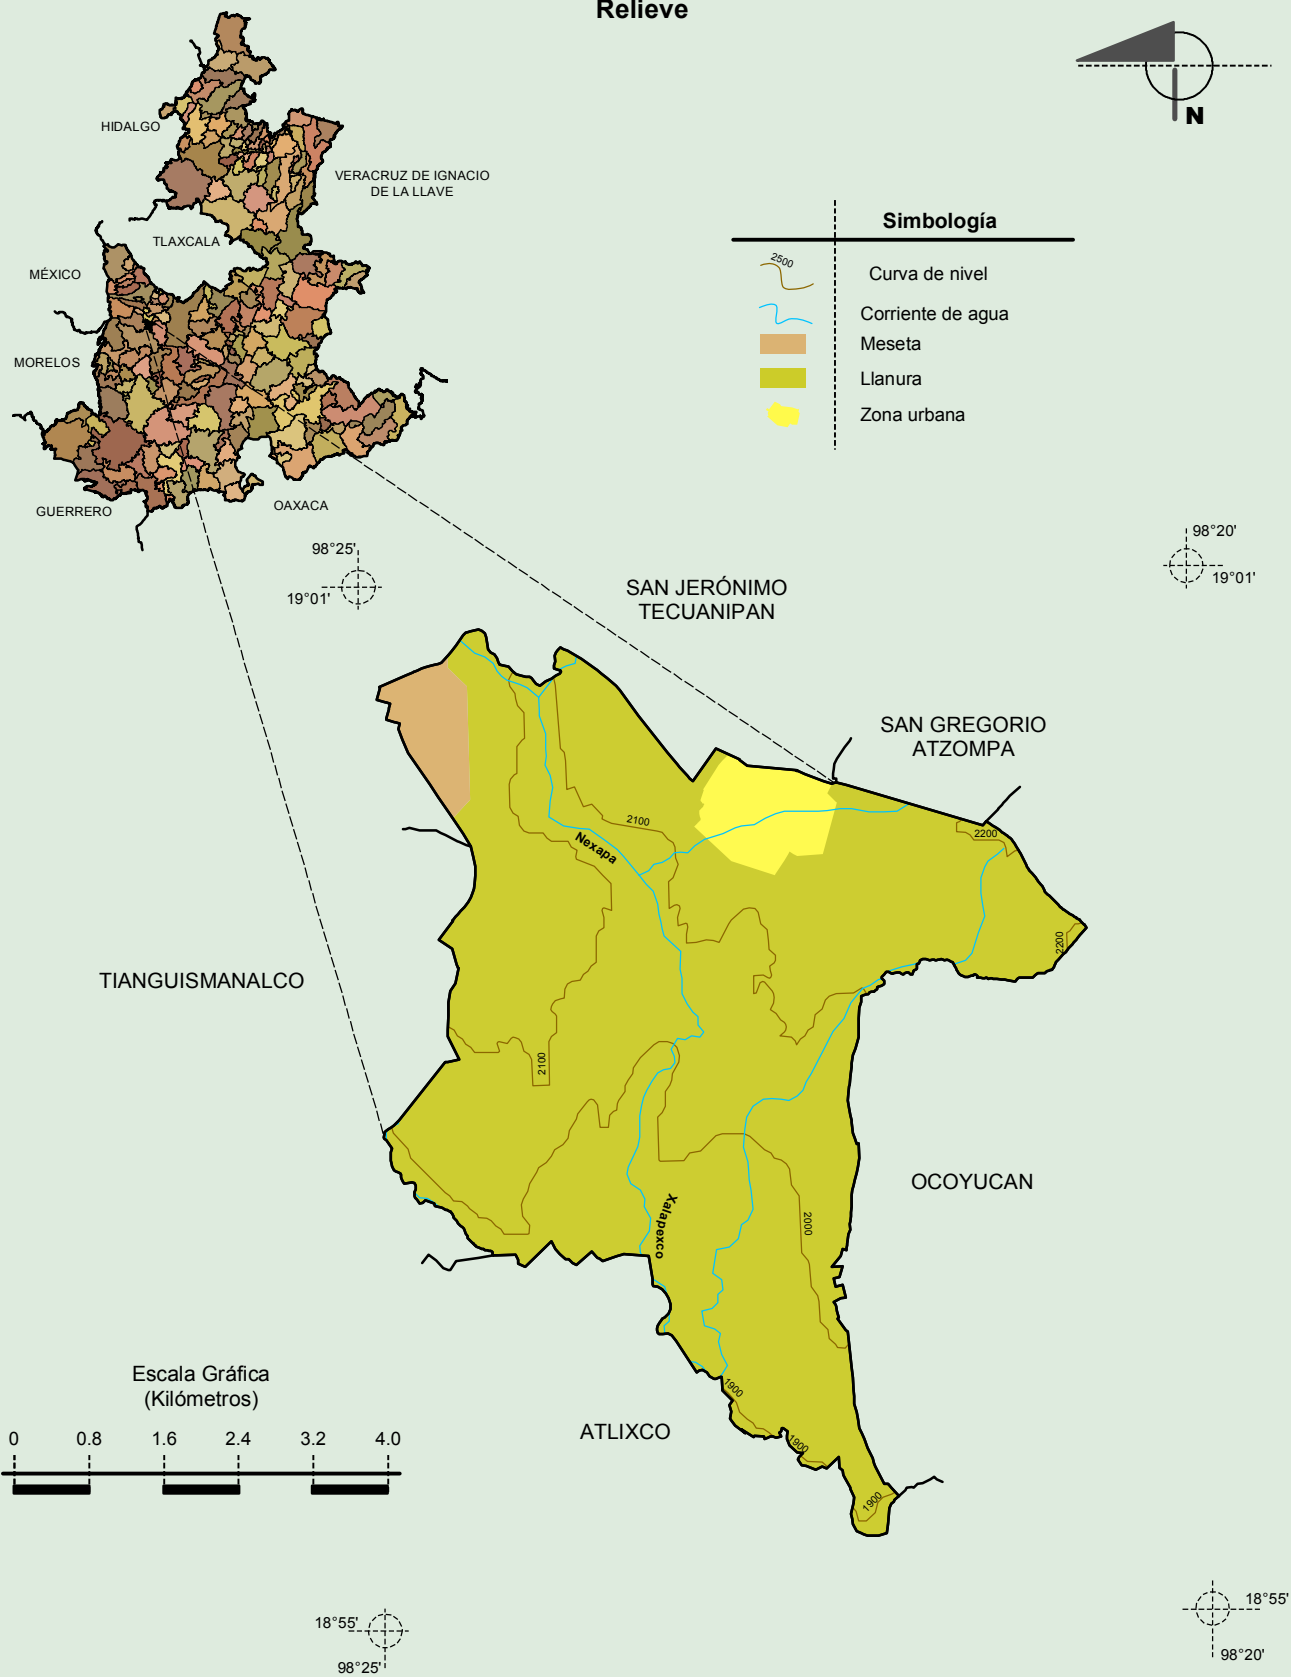 Relieve
N
HIDALGO
VERACRUZ DE IGNACIO
DE LA LLAVE
TLAXCALA
MÉXICO
MORELOS
GUERRERO
OAXACA
Simbología
2500
Curva de nivel
Corriente de agua
Meseta
Llanura
Zona urbana
98°25'
19°01'
98°20'
19°01'
SAN JERÓNIMO
TECUANIPAN
SAN GREGORIO
ATZOMPA
2100
Nexapa
2200
2200
TIANGUISMANALCO
2100
OCOYUCAN
Xalapexco
2000
Escala Gráfica
(Kilómetros)
0 0.8 1.6 2.4 3.2 4.0
1900
ATLIXCO
1900
1900
18°55'
98°25'
18°55'
98°20'